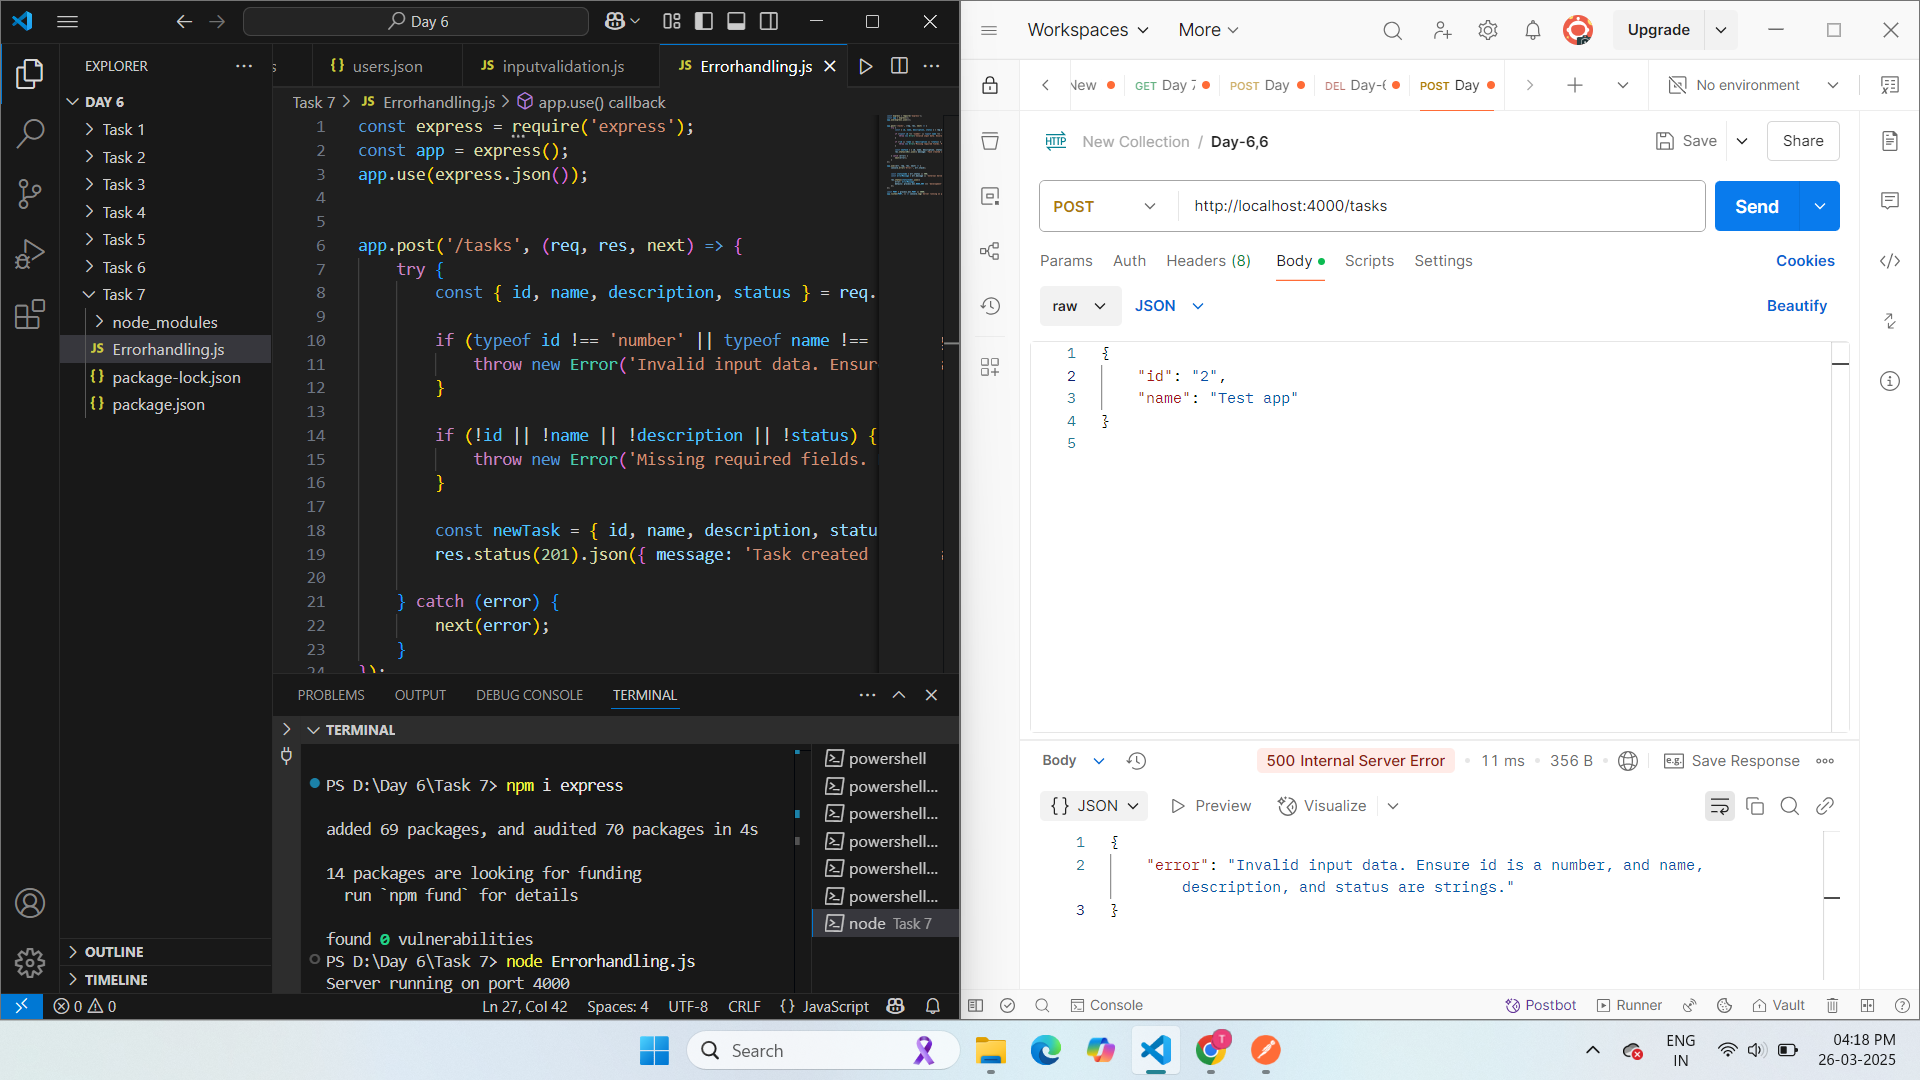 Day 6
EXPLORER
DAY 6
Task 1
Task 2
Task 3
Task 4
Task 5
Task 6
Task 7
node_modules
JS Errorhandling.js
{} package-lock.json
{} package.json
OUTLINE
TIMELINE
s
{} users.json
JS inputvalidation.js
JS Errorhandling.js
Task 7 > JS Errorhandling.js > app.use() callback
1 const express = require('express');
2 const app = express();
3 app.use(express.json());
4
5
6 app.post('/tasks', (req, res, next) => {
7 try {
8 const { id, name, description, status } = req.
9
10 if (typeof id !== 'number' || typeof name !==
11 throw new Error('Invalid input data. Ensur
12 }
13
14 if (!id || !name || !description || !status) {
15 throw new Error('Missing required fields.
16 }
17
18 const newTask = { id, name, description, statu
19 res.status(201).json({ message: 'Task created
20
21 } catch (error) {
22 next(error);
23 }
24 });
PROBLEMS OUTPUT DEBUG CONSOLE TERMINAL
TERMINAL
PS D:\Day 6\Task 7> npm i express
added 69 packages, and audited 70 packages in 4s
14 packages are looking for funding
run `npm fund` for details
found 0 vulnerabilities
PS D:\Day 6\Task 7> node Errorhandling.js
Server running on port 4000
powershell
powershell...
powershell...
powershell...
powershell...
powershell...
node Task 7
0 0 Ln 27, Col 42 Spaces: 4 UTF-8 CRLF {} JavaScript
Workspaces More Upgrade
New GET Day 7 POST Day DEL Day-6 POST Day No environment
HTTP New Collection / Day-6,6 Save Share
POST http://localhost:4000/tasks Send
Params Auth Headers (8) Body Scripts Settings Cookies
raw JSON Beautify
1 {
2 "id": "2",
3 "name": "Test app"
4 }
5
Body 500 Internal Server Error 11 ms 356 B e.g. Save Response
{} JSON Preview Visualize
1 {
2 "error": "Invalid input data. Ensure id is a number, and name,
description, and status are strings."
3 }
Console Postbot Runner Vault
Search
T
ENG
IN
04:18 PM
26-03-2025